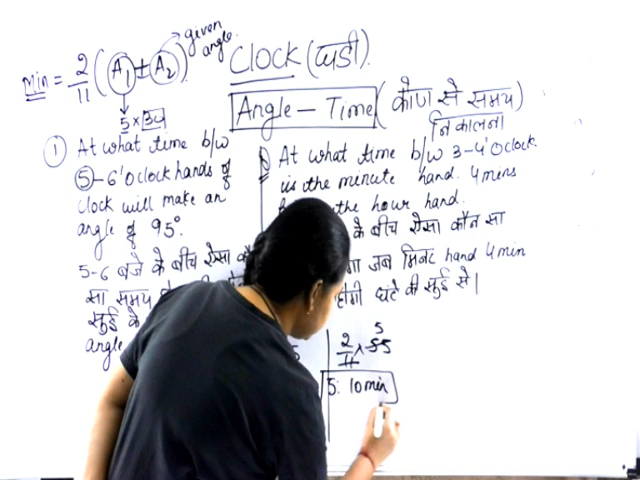 Min = 2/11 (A₁ ± A₂) given angle.
5 × 30
Clock (घडी).
Angle – Time (कोण से समय)
निकालना
① At what time b/w
⑤–6'O clock hands of
clock will make an
angle of 95°.
5-6 बजे के बीच ऐसा
सा समय
सुई के
angle
At what time b/w 3-4'O clock
is the minute hand. 4 mins
the hour hand.
के बीच ऐसा कौन सा
जब मिनट hand 4 min
होगी घंटे की सुई से।
2/11 × 55
5
5: 10 min